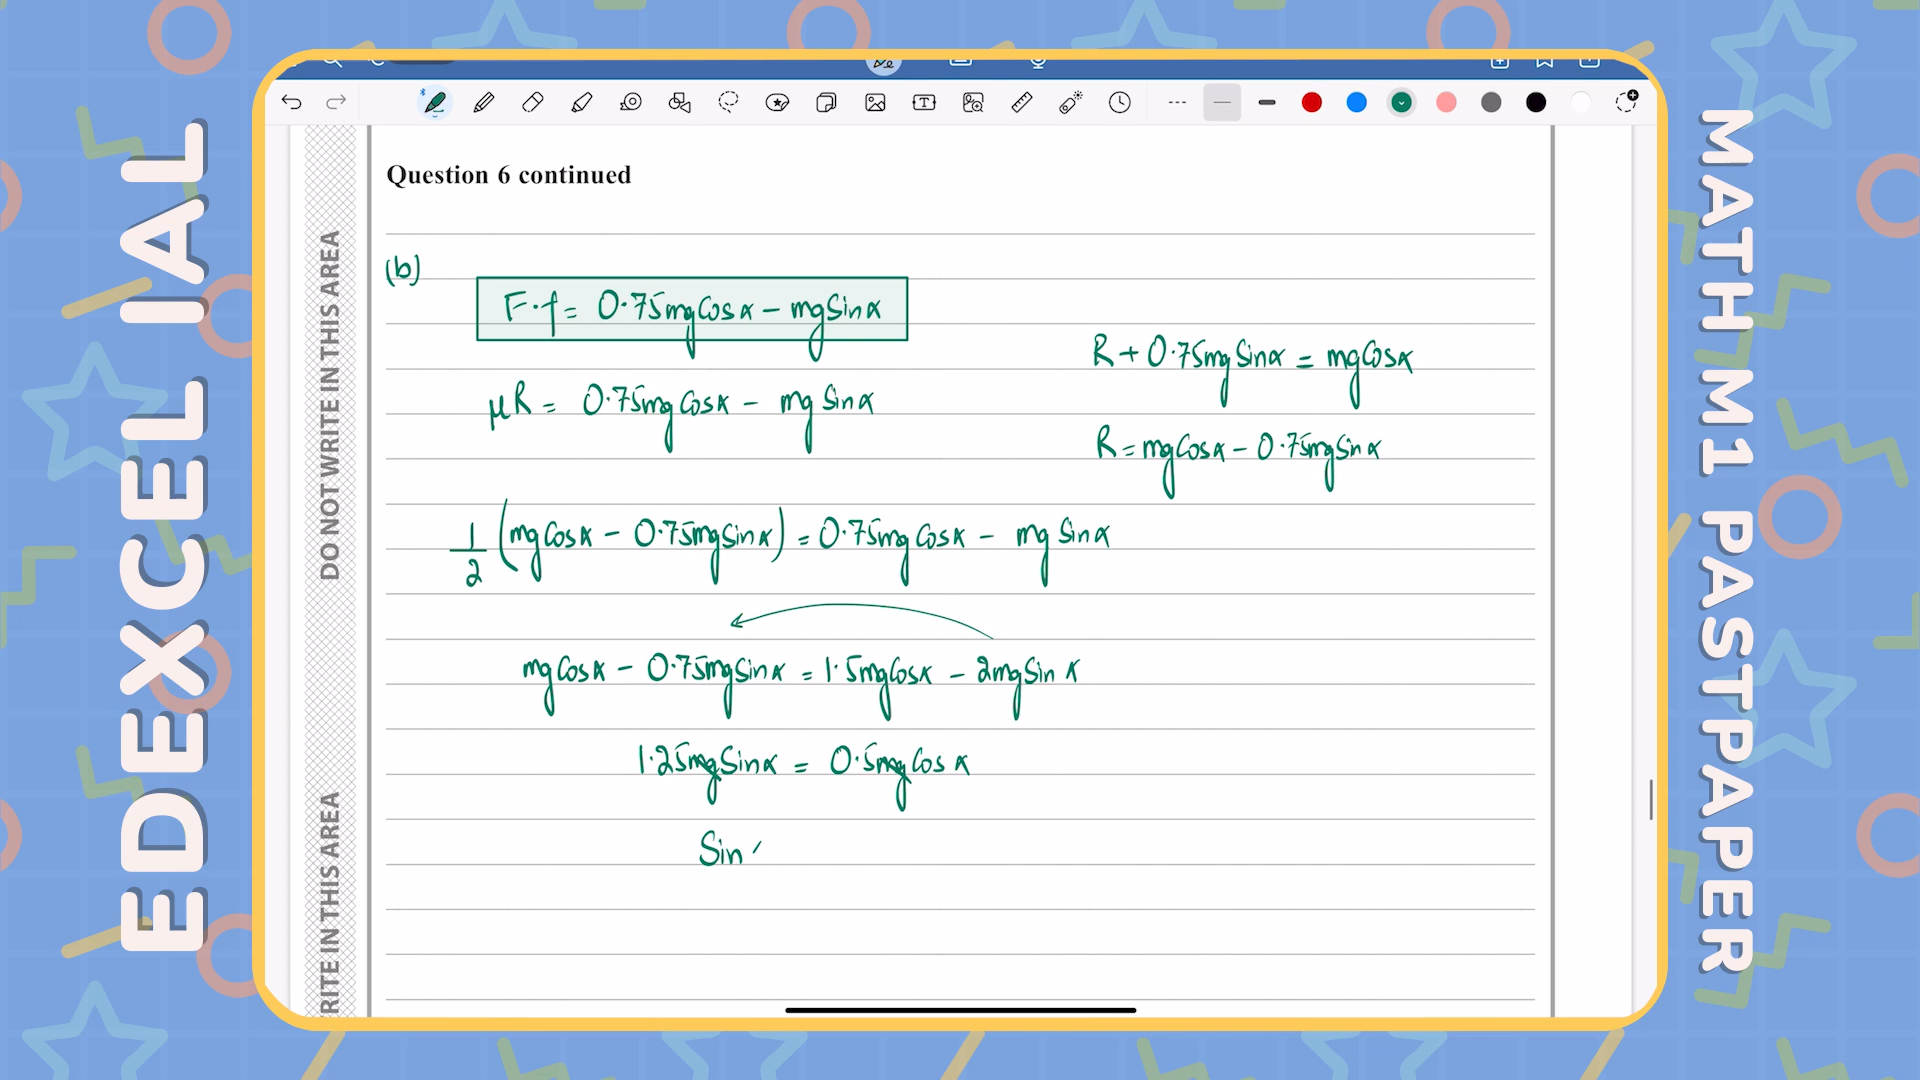 EDEXCEL IAL
MATH M1 PASTPAPER
DO NOT WRITE IN THIS AREA
RITE IN THIS AREA
Question 6 continued
(b)
F.f = 0.75mgCosα - mgSinα
R + 0.75mgSinα = mgCosα
μR = 0.75mgCosα - mgSinα
R = mgCosα - 0.75mgSinα
1/2 (mgCosα - 0.75mgSinα) = 0.75mgCosα - mgSinα
mgCosα - 0.75mgSinα = 1.5mgCosα - 2mgSinα
1.25mgSinα = 0.5mgCosα
Sin